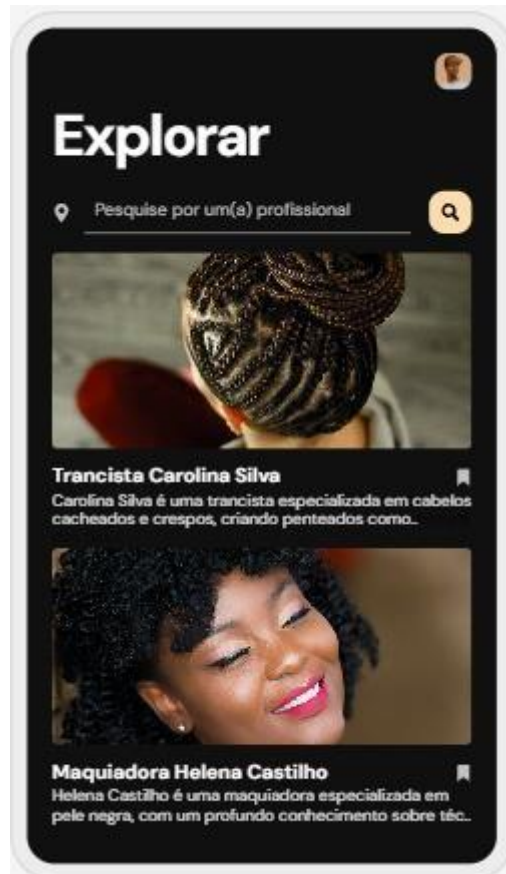 Explorar
Pesquise por um(a) profissional
Trancista Carolina Silva
Carolina Silva é uma trancista especializada em cabelos
cacheados e crespos, criando penteados como...
Maquiadora Helena Castilho
Helena Castilho é uma maquiadora especializada em
pele negra, com um profundo conhecimento sobre téc...